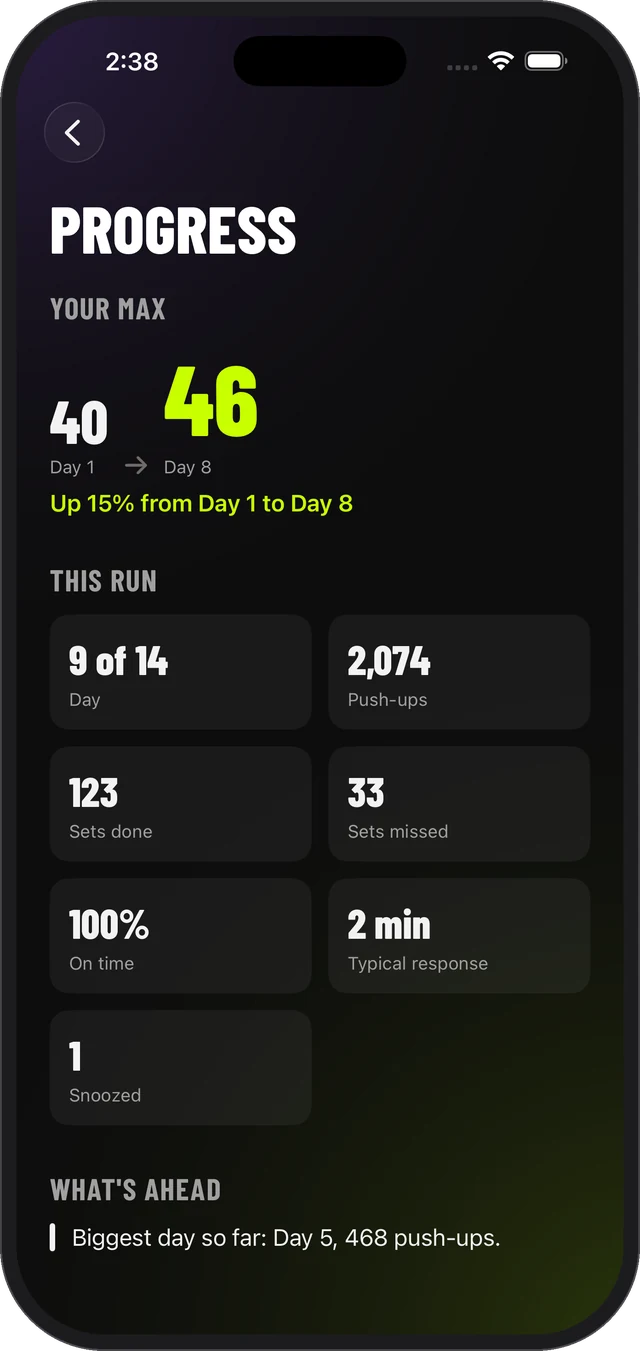 2:38
PROGRESS
YOUR MAX
40 46
Day 1 → Day 8
Up 15% from Day 1 to Day 8
THIS RUN
9 of 14
Day
2,074
Push-ups
123
Sets done
33
Sets missed
100%
On time
2 min
Typical response
1
Snoozed
WHAT'S AHEAD
Biggest day so far: Day 5, 468 push-ups.